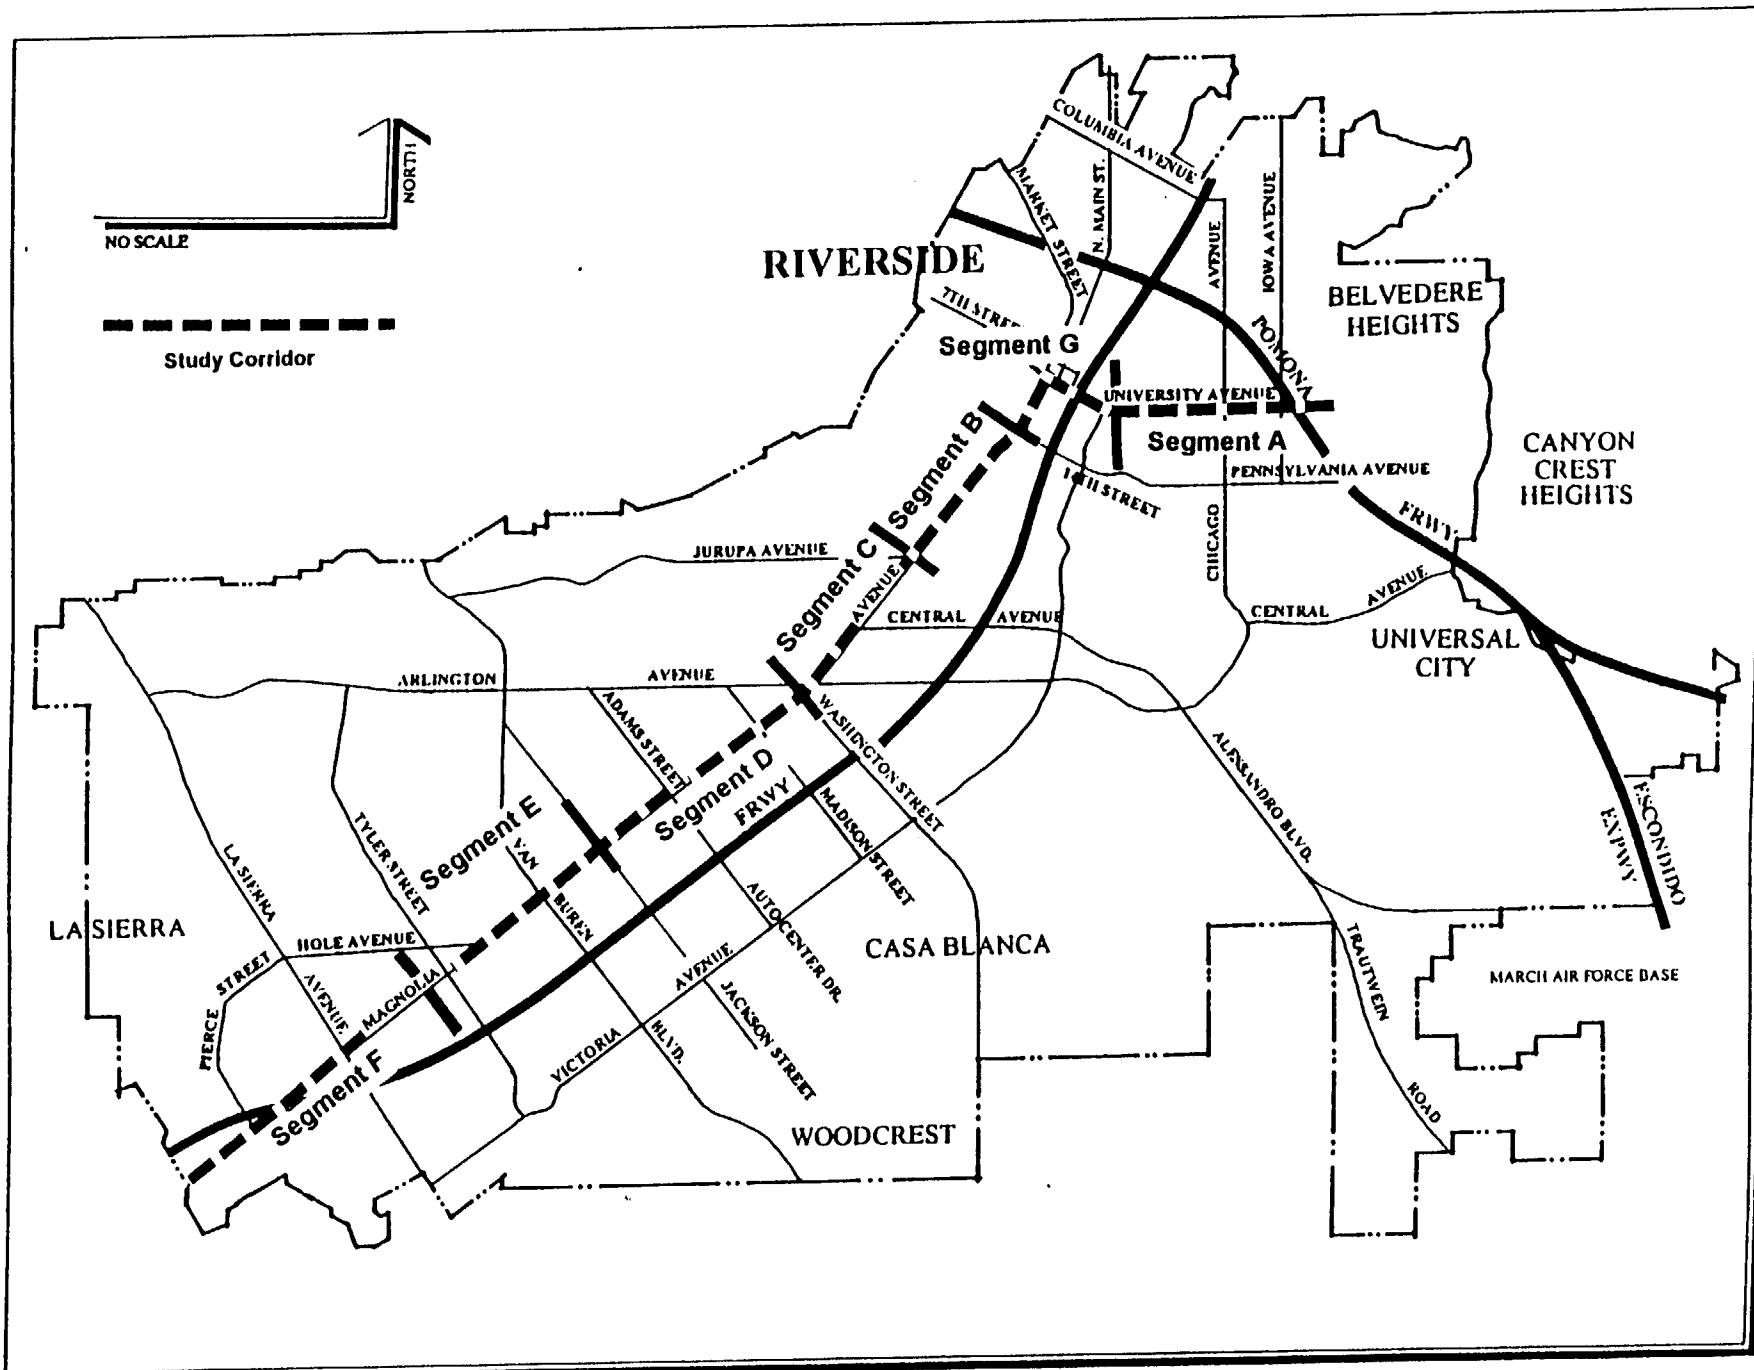 COLUMBIA AVENUE
MARKET STREET
N. MAIN ST.
AVENUE
IOWA AVENUE
NORTH
NO SCALE
RIVERSIDE
BELVEDERE
HEIGHTS
7TH STREET
POMONA
Study Corridor
Segment G
UNIVERSITY AVENUE
Segment A
Segment B
CANYON
CREST
HEIGHTS
PENNSYLVANIA AVENUE
14TH STREET
FRWY.
CHICAGO
JURUPA AVENUE
Segment C
AVENUE
CENTRAL
AVENUE
CENTRAL
AVENUE
UNIVERSAL
CITY
ARLINGTON
AVENUE
ADAMS STREET
WASHINGTON STREET
Segment D
FRWY
MADISON STREET
ALESSANDRO BLVD.
ESCONDIDO
EXPWY
Segment E
TYLER STREET
VAN
BUREN
BLVD.
LA SIERRA
AVENUE
AUTOCENTER DR.
LA SIERRA
HOLE AVENUE
CASA BLANCA
TRAUTWEIN
ROAD
MARCH AIR FORCE BASE
PIERCE
STREET
MAGNOLIA
VICTORIA
AVENUE
JACKSON STREET
Segment F
WOODCREST